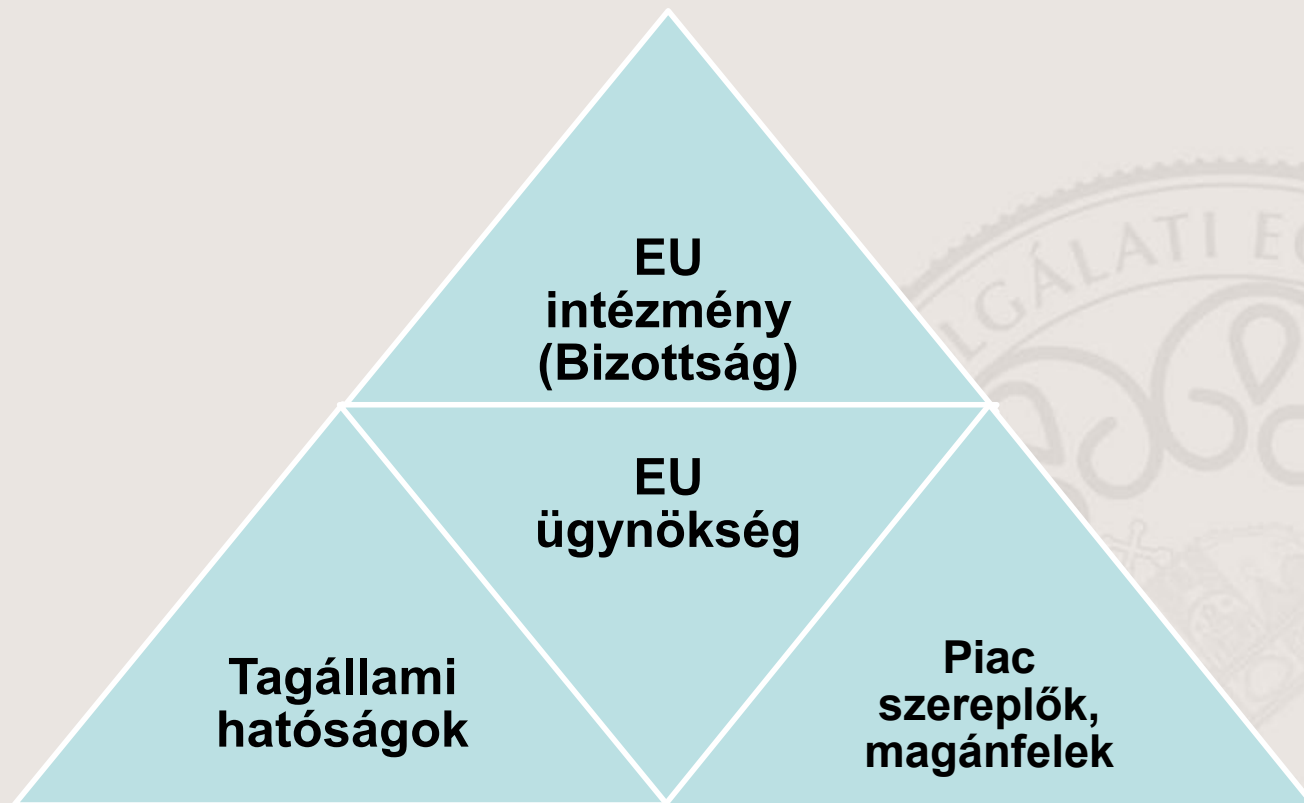 EU
intézmény
(Bizottság)
EU
ügynökség
Tagállami
hatóságok
Piac
szereplők,
magánfelek